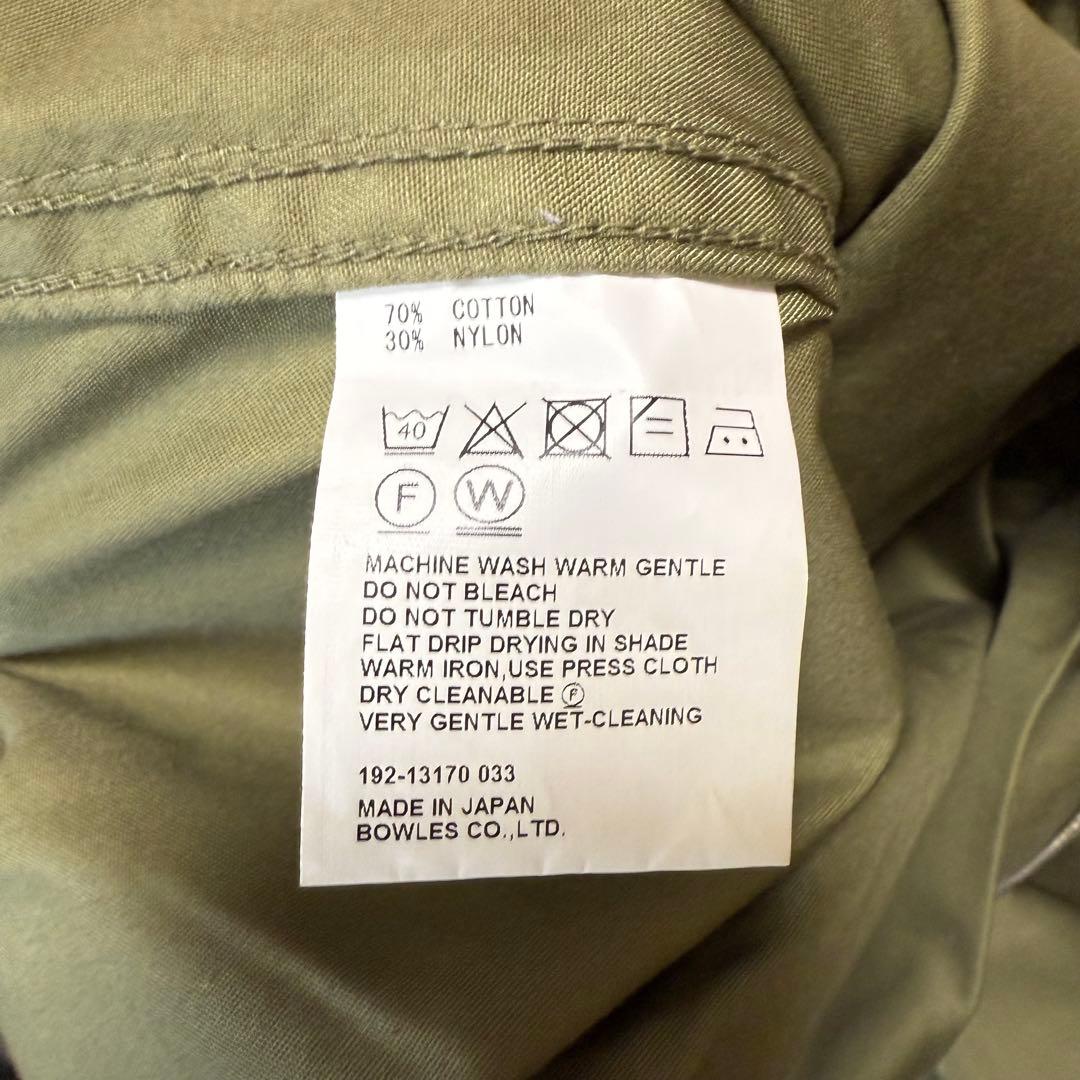 70% COTTON
30% NYLON
40
F W
MACHINE WASH WARM GENTLE
DO NOT BLEACH
DO NOT TUMBLE DRY
FLAT DRIP DRYING IN SHADE
WARM IRON,USE PRESS CLOTH
DRY CLEANABLE Ⓕ
VERY GENTLE WET-CLEANING
192-13170 033
MADE IN JAPAN
BOWLES CO.,LTD.